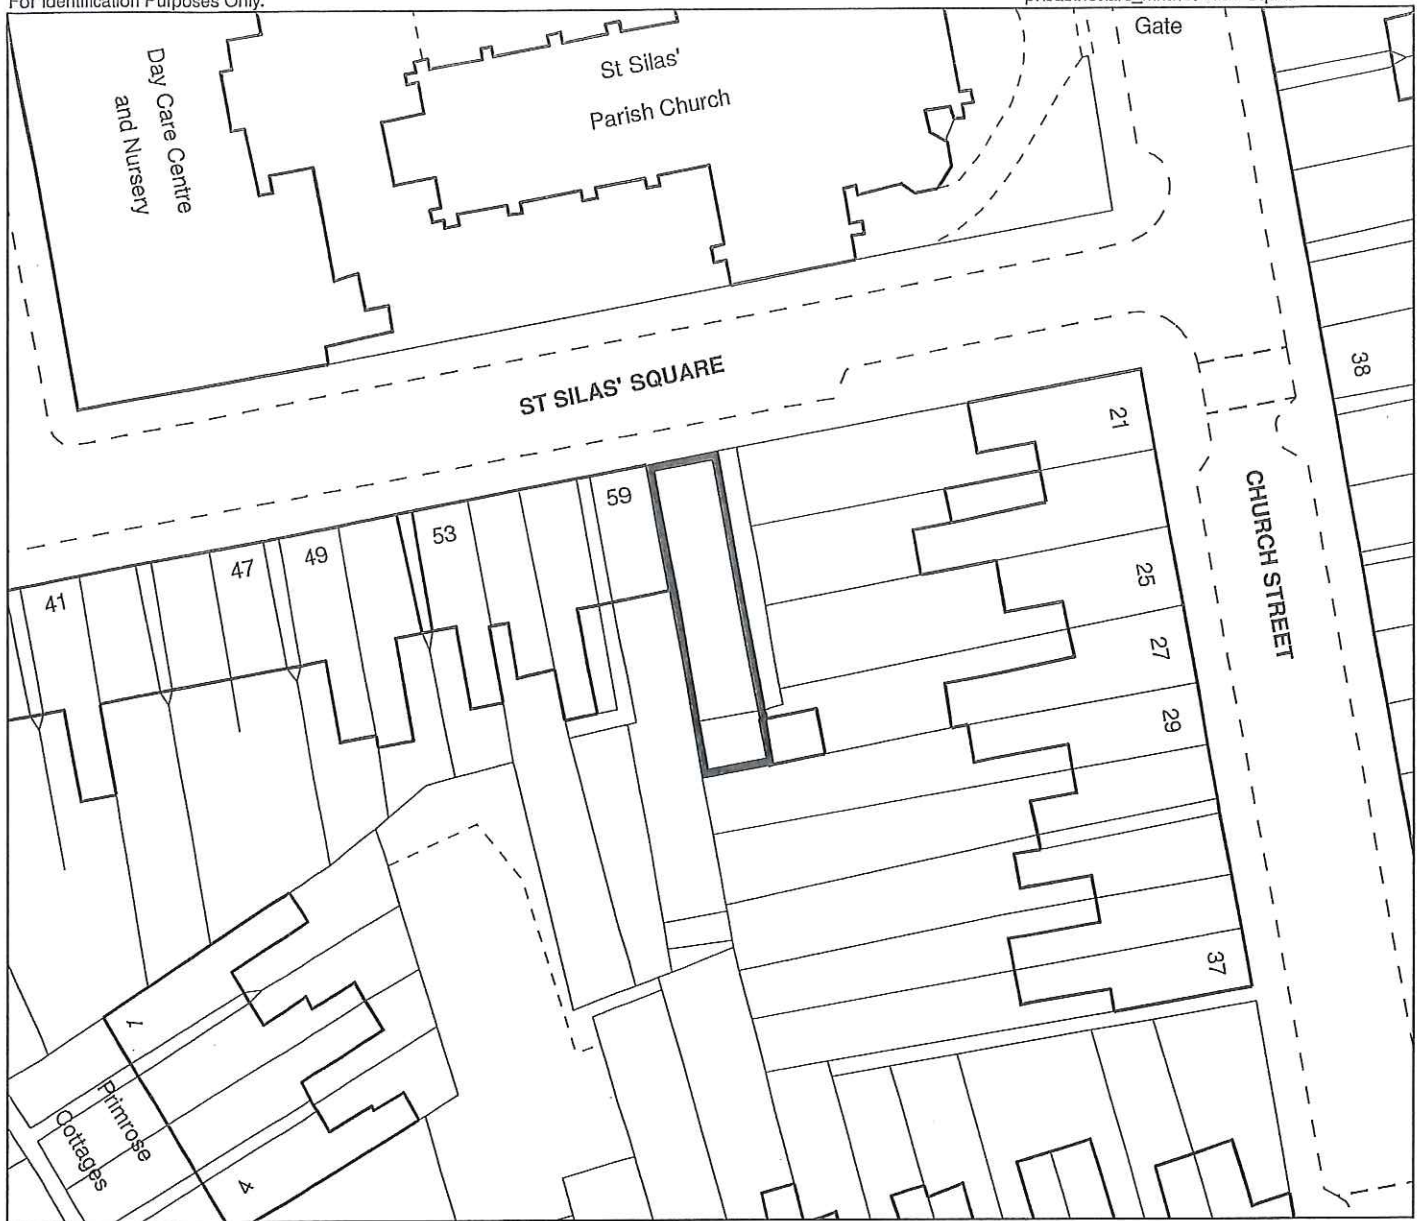 For Identification Purposes Only.
Gate
Day Care Centre
and Nursery
St Silas'
Parish Church
38
ST SILAS' SQUARE
21
CHURCH STREET
59
53
49
47
41
25
27
29
37
1
Primrose
Cottages
4